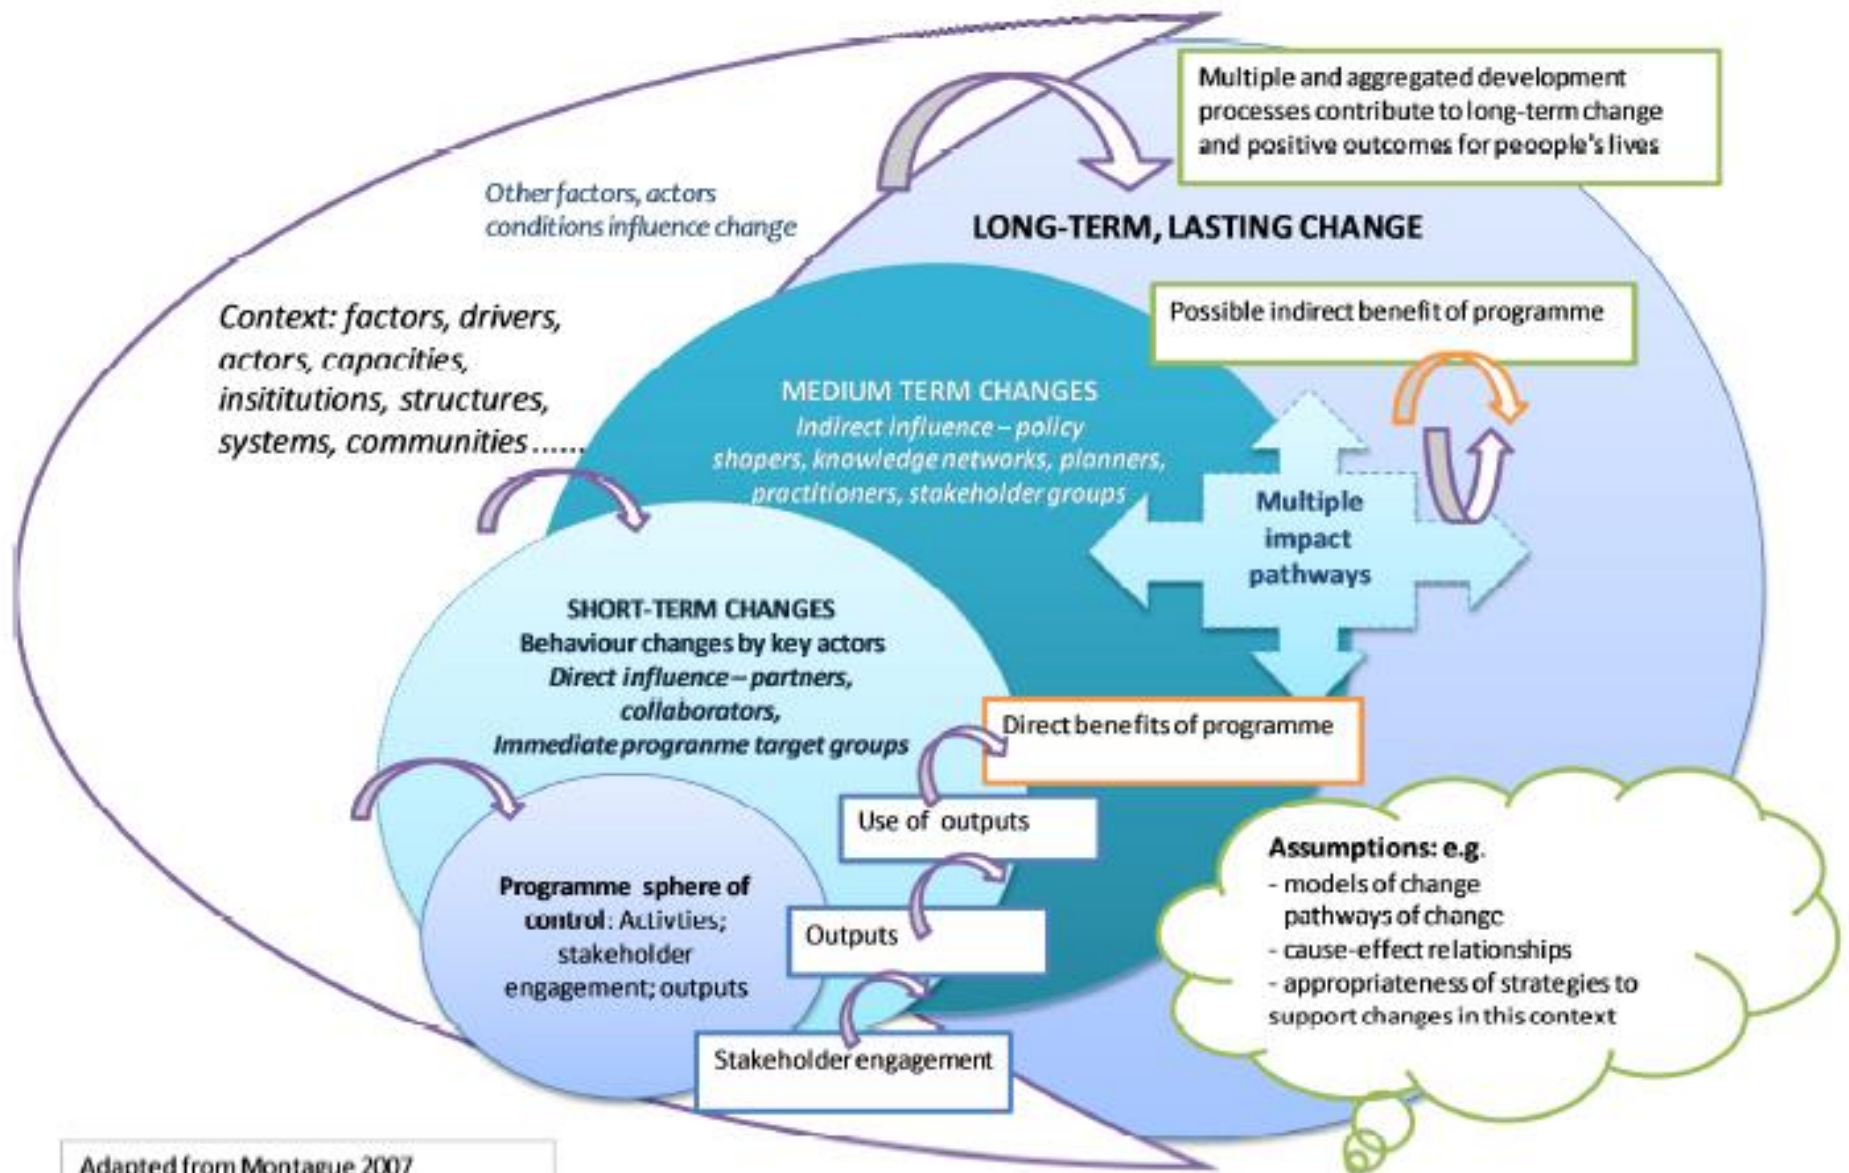 Multiple and aggregated development
processes contribute to long-term change
and positive outcomes for peoople's lives
Other factors, actors
conditions influence change
LONG-TERM, LASTING CHANGE
Context: factors, drivers,
actors, capacities,
insititutions, structures,
systems, communities ......
Possible indirect benefit of programme
MEDIUM TERM CHANGES
Indirect influence – policy
shapers, knowledge networks, planners,
practitioners, stakeholder groups
Multiple
impact
pathways
SHORT-TERM CHANGES
Behaviour changes by key actors
Direct influence – partners,
collaborators,
Immediate progranme target groups
Direct benefits of programme
Use of outputs
Programme sphere of
control: Activties;
stakeholder
engagement; outputs
Outputs
Stakeholder engagement
Assumptions: e.g.
- models of change
pathways of change
- cause-effect relationships
- appropriateness of strategies to
support changes in this context
Adapted from Montague 2007